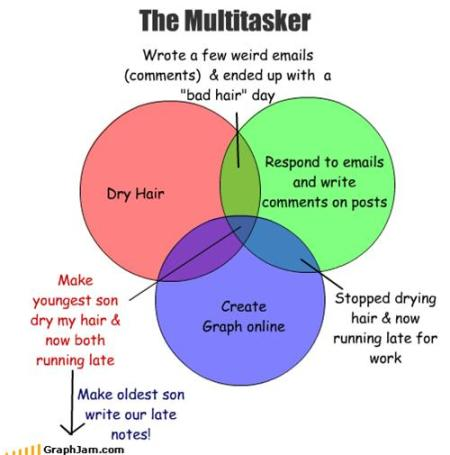 The Multitasker
Wrote a few weird emails
(comments) & ended up with a
"bad hair" day
Dry Hair
Respond to emails
and write
comments on posts
Create
Graph online
Make
youngest son
dry my hair &
now both
running late
Stopped drying
hair & now
running late for
work
Make oldest son
write our late
notes!
GraphJam.com